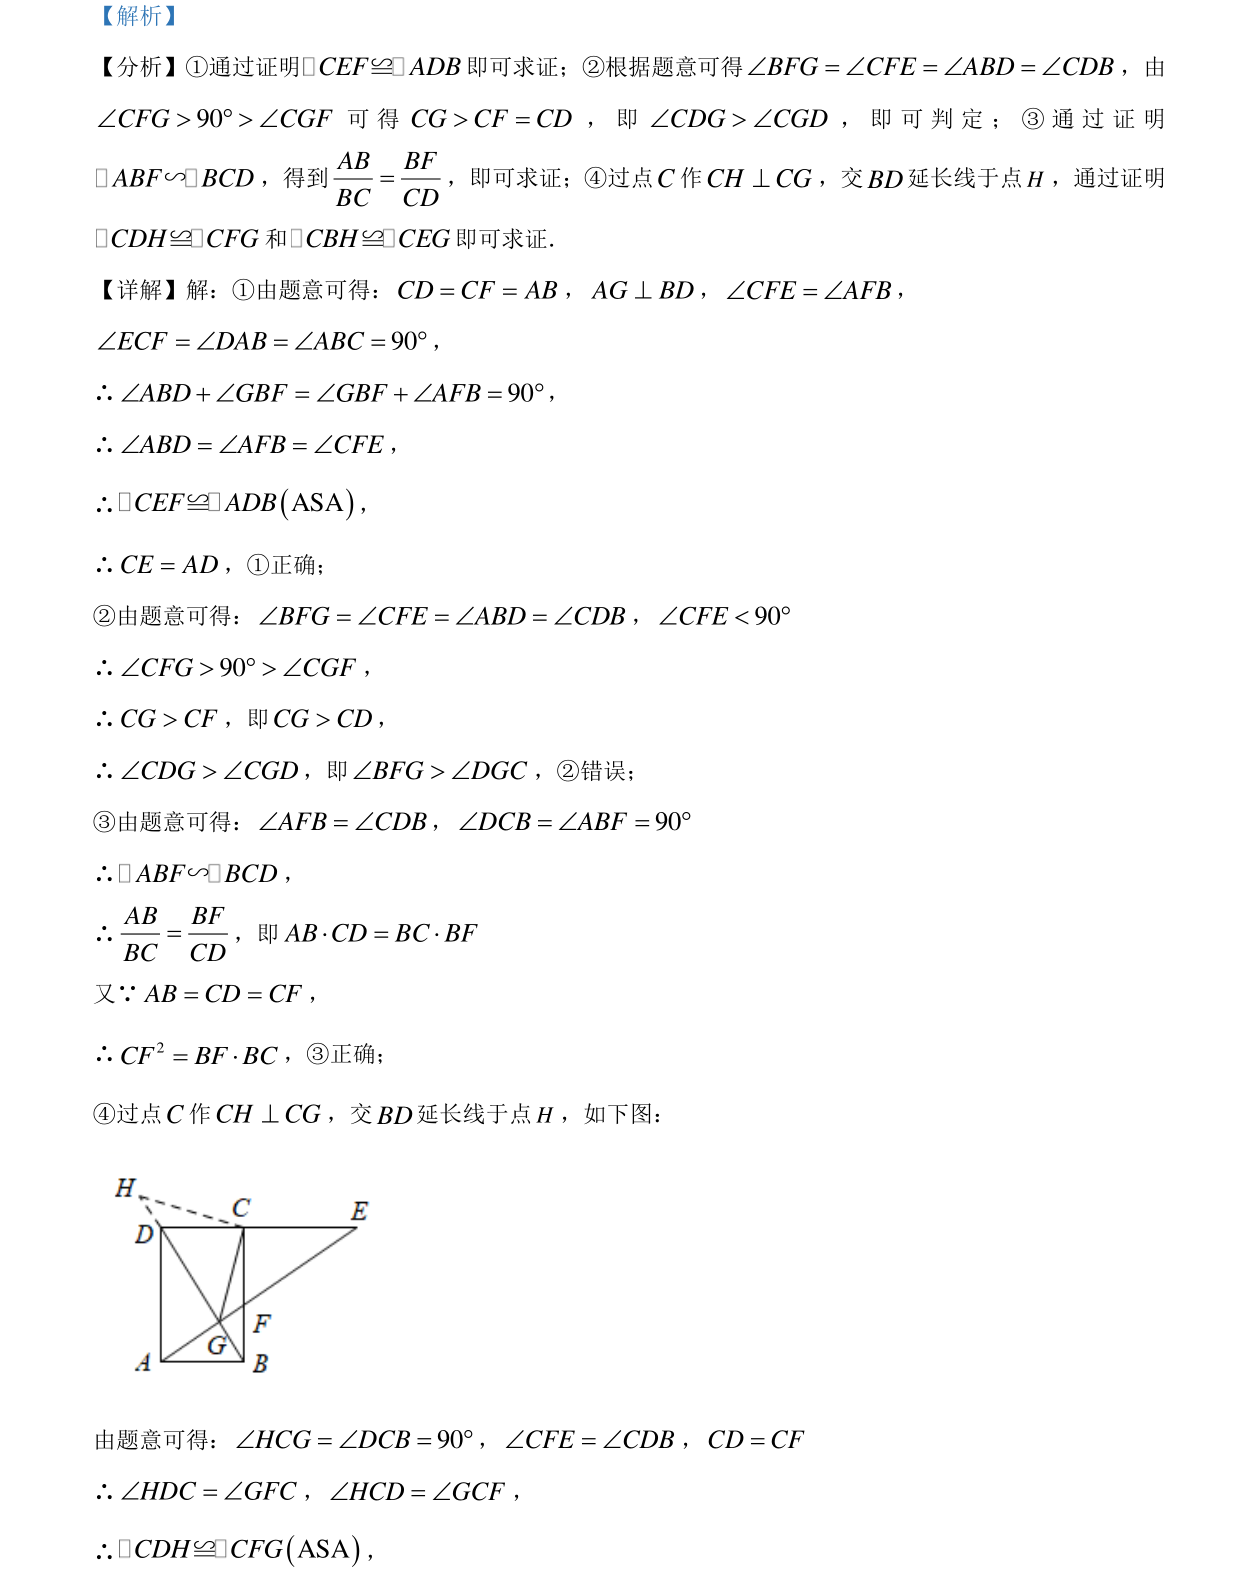 【解析】
【分析】①通过证明□CEF≌□ADB即可求证；②根据题意可得∠BFG=∠CFE=∠ABD=∠CDB，由
∠CFG>90°>∠CGF可得CG>CF=CD，即∠CDG>∠CGD，即可判定；③通过证明
□ABF∽□BCD，得到AB/BC=BF/CD，即可求证；④过点C作CH⊥CG，交BD延长线于点H，通过证明
□CDH≌□CFG和□CBH≌□CEG即可求证．
【详解】解：①由题意可得：CD=CF=AB，AG⊥BD，∠CFE=∠AFB，
∠ECF=∠DAB=∠ABC=90°，
∴∠ABD+∠GBF=∠GBF+∠AFB=90°，
∴∠ABD=∠AFB=∠CFE，
∴□CEF≌□ADB(ASA)，
∴CE=AD，①正确；
②由题意可得：∠BFG=∠CFE=∠ABD=∠CDB，∠CFE<90°
∴∠CFG>90°>∠CGF，
∴CG>CF，即CG>CD，
∴∠CDG>∠CGD，即∠BFG>∠DGC，②错误；
③由题意可得：∠AFB=∠CDB，∠DCB=∠ABF=90°
∴□ABF∽□BCD，
∴AB/BC=BF/CD，即AB·CD=BC·BF
又∵AB=CD=CF，
∴CF²=BF·BC，③正确；
④过点C作CH⊥CG，交BD延长线于点H，如下图：
H
C
E
D
F
G
A
B
由题意可得：∠HCG=∠DCB=90°，∠CFE=∠CDB，CD=CF
∴∠HDC=∠GFC，∠HCD=∠GCF，
∴□CDH≌□CFG(ASA)，